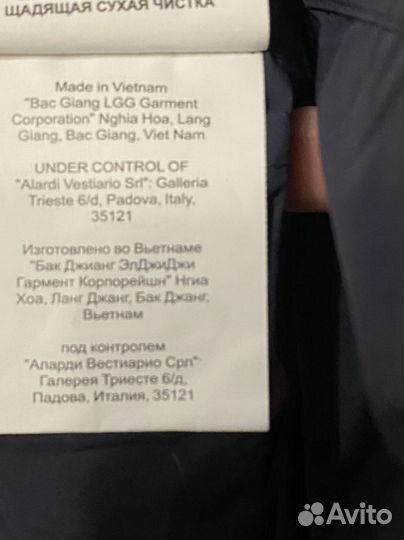 ЩАДЯЩАЯ СУХАЯ ЧИСТКА
Made in Vietnam
"Bac Giang LGG Garment
Corporation" Nghia Hoa, Lang
Giang, Bac Giang, Viet Nam
UNDER CONTROL OF
"Alardi Vestiario Srl": Galleria
Trieste 6/d, Padova, Italy,
35121
Изготовлено во Вьетнаме
"Бак Джианг ЭлДжиДжи
Гармент Корпорейшн" Нгиа
Хоа, Ланг Джанг, Бак Джанг,
Вьетнам
под контролем
"Аларди Вестиарио Срл":
Галерея Триесте 6/д,
Падова, Италия, 35121
Avito